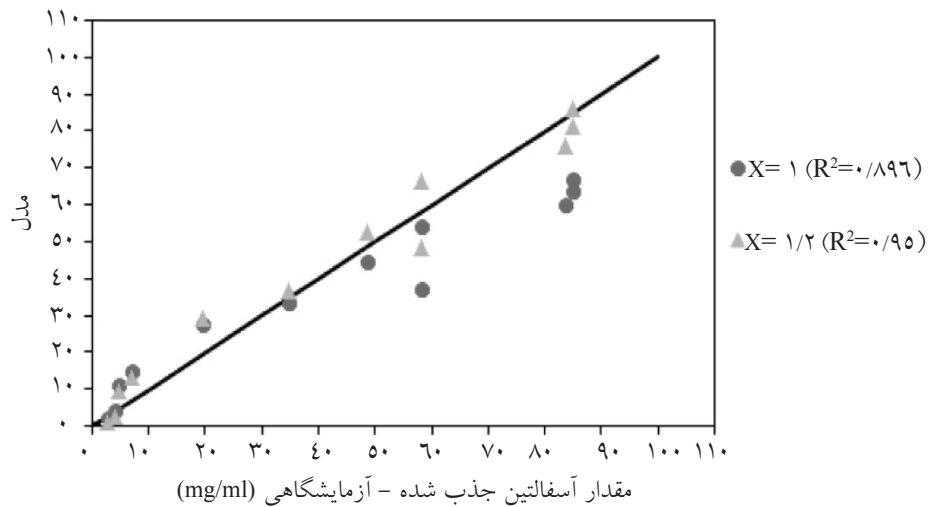 ۱۱۰
۱۰۰
۹۰
۸۰
۷۰
۶۰
۵۰
٤۰
۳۰
۲۰
۱۰
۰
مدل
۰ ۱۰ ۲۰ ۳۰ ٤۰ ۵۰ ۶۰ ۷۰ ۸۰ ۹۰ ۱۰۰ ۱۱۰
مقدار آسفالتین جذب شده - آزمایشگاهی (mg/ml)
X= ۱ (R²=۰/۸۹۶)
X= ۱/۲ (R²=۰/۹۵)